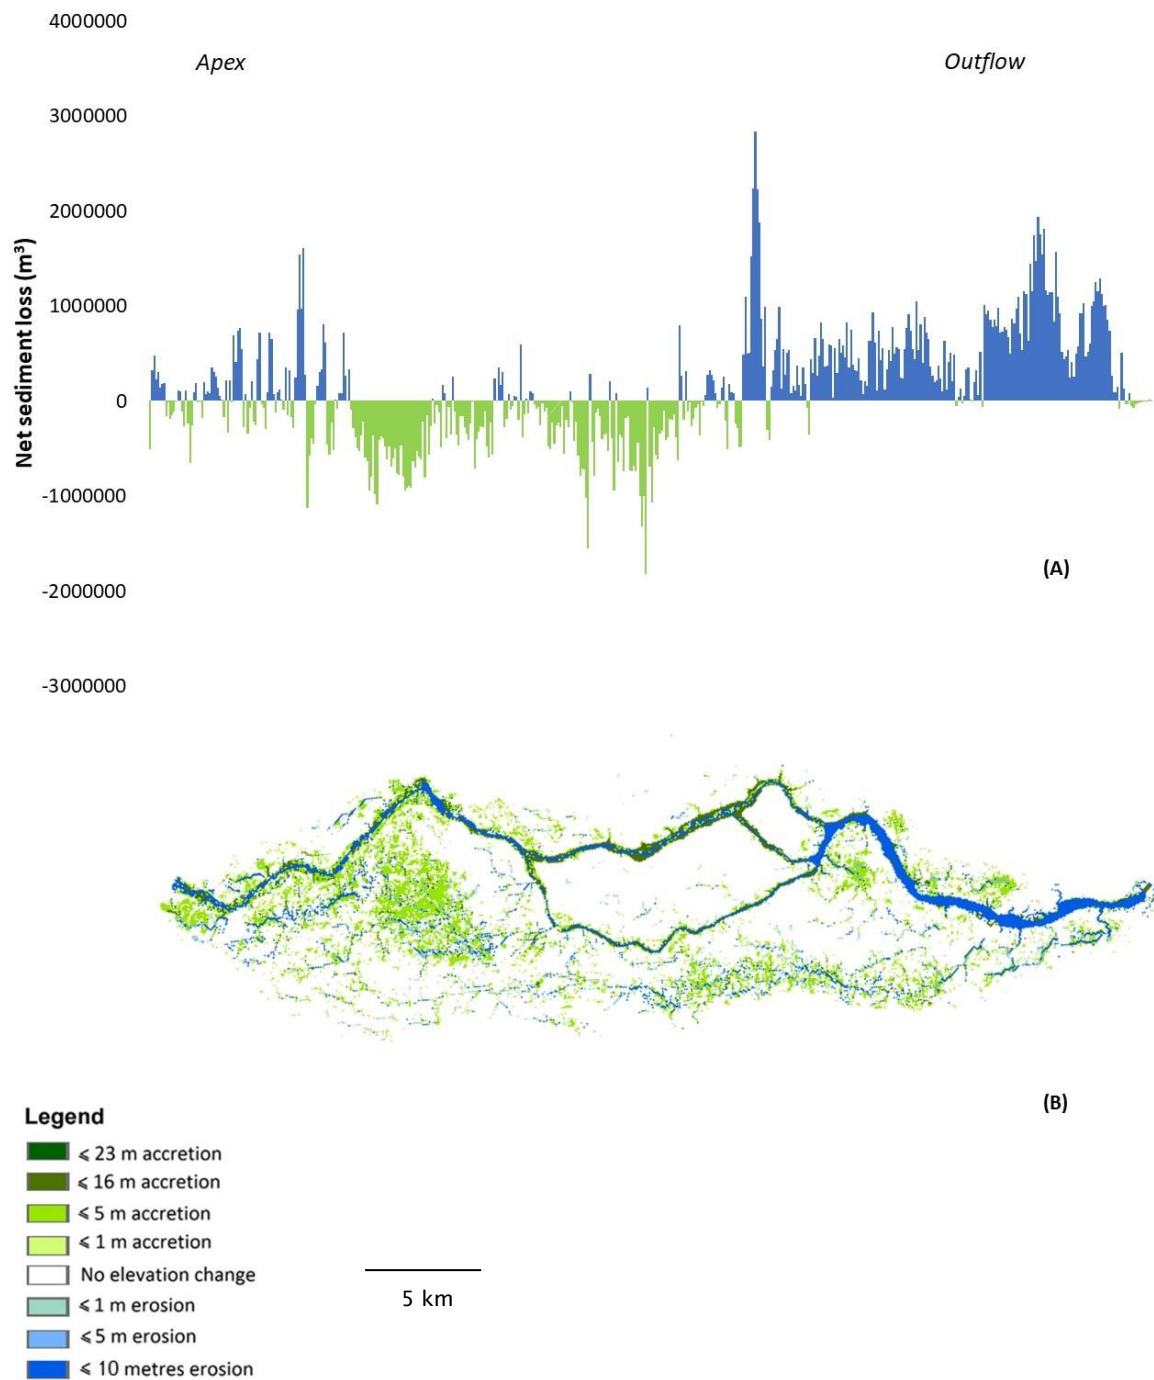 4000000
Apex
Outflow
3000000
2000000
Net sediment loss (m³)
1000000
0
-1000000
(A)
-2000000
-3000000
(B)
Legend
⩽ 23 m accretion
⩽ 16 m accretion
⩽ 5 m accretion
⩽ 1 m accretion
No elevation change
⩽ 1 m erosion
⩽ 5 m erosion
⩽ 10 metres erosion
5 km